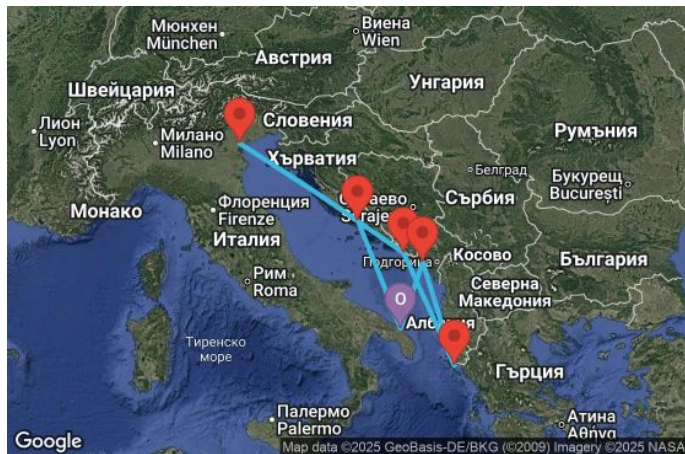 Мюнхен
München
Виена
Wien
Австрия
Швейцария
Унгария
Лион
Lyon
Словения
Милано
Milano
Румъния
Хърватия
Белград
Букурещ
București
Флоренция
Firenze
Сърбия
Монако
Италия
Подгорица
Косово
България
Рим
Roma
Северна
Македония
O
Тиренско
море
Гърция
Палермо
Palermo
Атина
Αθήνα
Google
Map data ©2025 GeoBasis-DE/BKG (©2009) Imagery ©2025 NASA